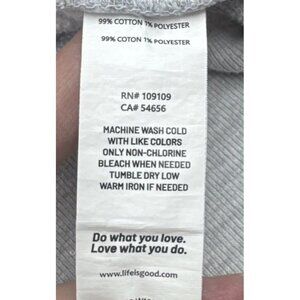 99% COTTON 1% POLYESTER
99% COTTON 1% POLYESTER
RN# 109109
CA# 54656
MACHINE WASH COLD
WITH LIKE COLORS
ONLY NON-CHLORINE
BLEACH WHEN NEEDED
TUMBLE DRY LOW
WARM IRON IF NEEDED
Do what you love.
Love what you do.
www.lifeisgood.com